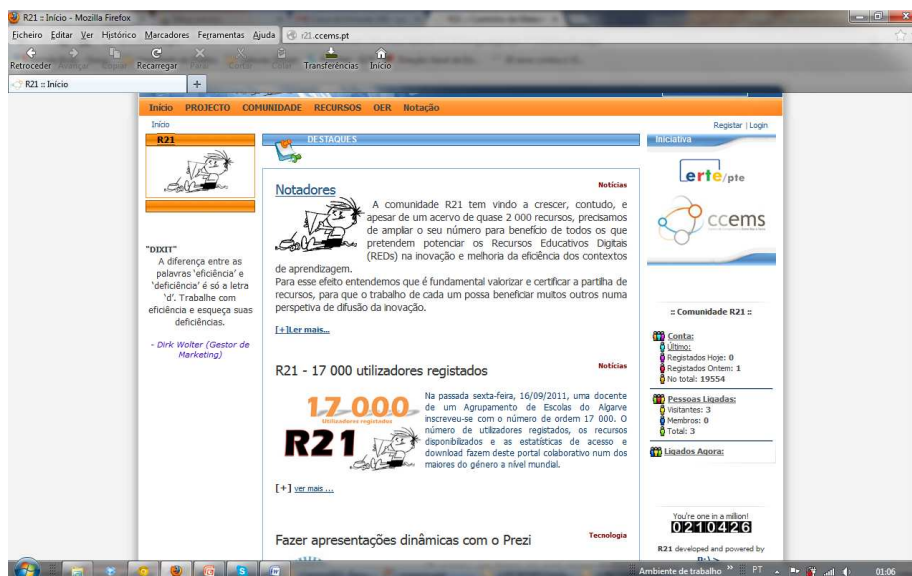 R21 :: Início - Mozilla Firefox
Ficheiro Editar Ver Histórico Marcadores Ferramentas Ajuda r21.ccems.pt
Retroceder Avançar Copiar Recarregar Parar Cortar Colar Transferências Início
R21 :: Início
Início PROJECTO COMUNIDADE RECURSOS OER Notação
Início
Registar | Login
R21
"DIXIT"
A diferença entre as
palavras 'eficiência' e
'deficiência' é só a letra
'd'. Trabalhe com
eficiência e esqueça suas
deficiências.
- Dirk Wolter (Gestor de
Marketing)
DESTAQUES
Notadores
Notícias
A comunidade R21 tem vindo a crescer, contudo, e
apesar de um acervo de quase 2 000 recursos, precisamos
de ampliar o seu número para benefício de todos os que
pretendem potenciar os Recursos Educativos Digitais
(REDs) na inovação e melhoria da eficiência dos contextos
de aprendizagem.
Para esse efeito entendemos que é fundamental valorizar e certificar a partilha de
recursos, para que o trabalho de cada um possa beneficiar muitos outros numa
perspetiva de difusão da inovação.
[+]Ler mais...
R21 - 17 000 utilizadores registados
Notícias
17 000
Utilizadores registados
R21
Na passada sexta-feira, 16/09/2011, uma docente
de um Agrupamento de Escolas do Algarve
inscreveu-se com o número de ordem 17 000. O
número de utilizadores registados, os recursos
disponibilizados e as estatísticas de acesso e
download fazem deste portal colaborativo num dos
maiores do género a nível mundial.
[+] ver mais ...
Fazer apresentações dinâmicas com o Prezi
Tecnologia
Iniciativa
erte/pte
ccems
:: Comunidade R21 ::
Conta:
Último:
Registados Hoje: 0
Registados Ontem: 1
No total: 19554
Pessoas Ligadas:
Visitantes: 3
Membros: 0
Total: 3
Ligados Agora:
You're one in a million!
0210426
R21 developed and powered by
Ambiente de trabalho » PT 01:06